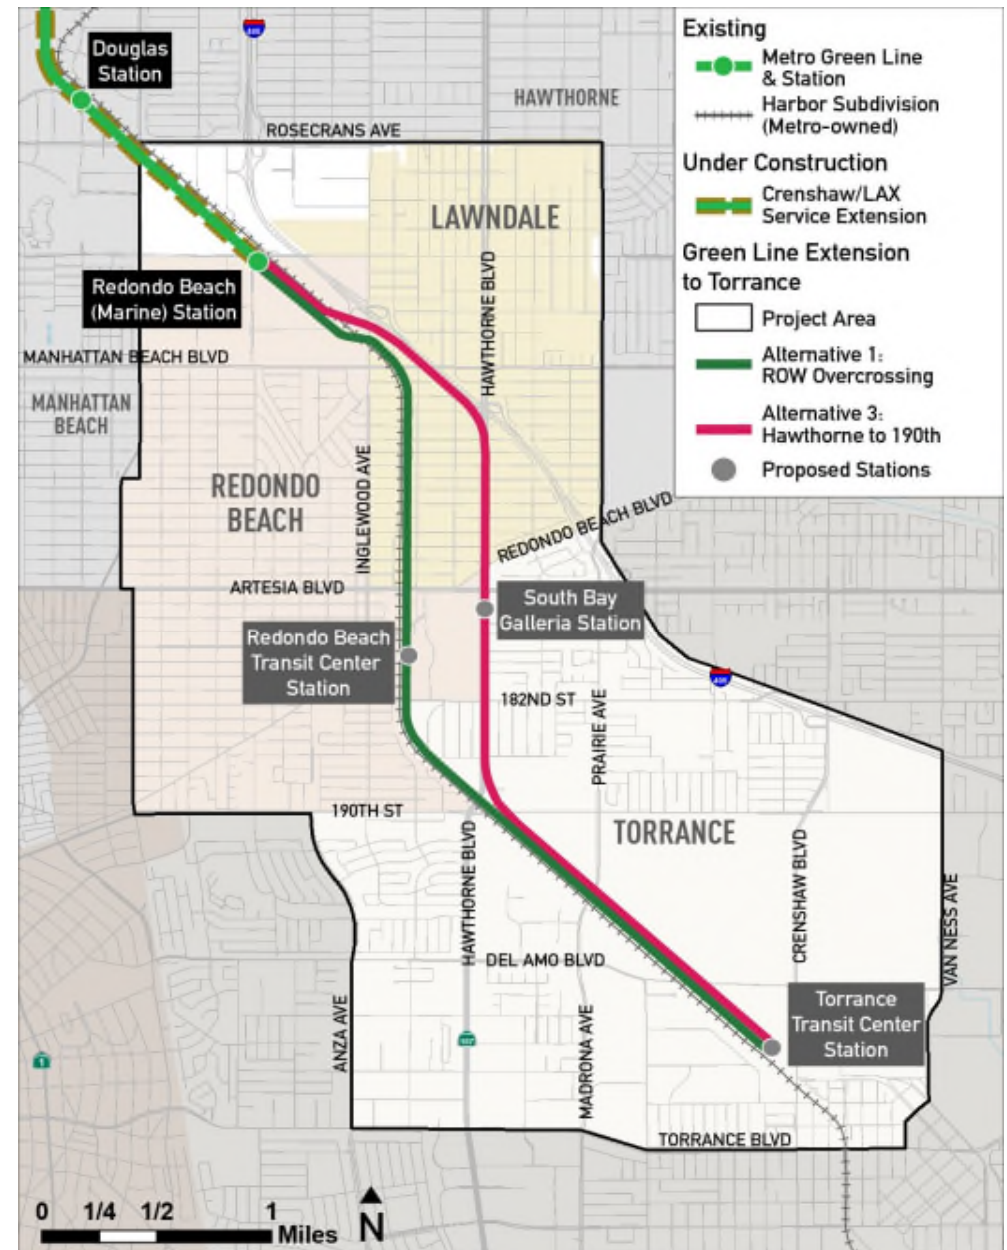 Douglas
Station
HAWTHORNE
ROSECRANS AVE
LAWNDALE
HAWTHORNE BLVD
Redondo Beach
(Marine) Station
MANHATTAN BEACH BLVD
MANHATTAN
BEACH
REDONDO
BEACH
INGLEWOOD AVE
REDONDO BEACH BLVD
ARTESIA BLVD
South Bay
Galleria Station
Redondo Beach
Transit Center
Station
182ND ST
PRAIRIE AVE
190TH ST
TORRANCE
HAWTHORNE BLVD
CRENSHAW BLVD
VAN NESS AVE
DEL AMO BLVD
ANZA AVE
MADRONA AVE
Torrance
Transit Center
Station
1
TORRANCE BLVD
0 1/4 1/2 1
Miles
N
Existing
Metro Green Line
& Station
Harbor Subdivision
(Metro-owned)
Under Construction
Crenshaw/LAX
Service Extension
Green Line Extension
to Torrance
Project Area
Alternative 1:
ROW Overcrossing
Alternative 3:
Hawthorne to 190th
Proposed Stations